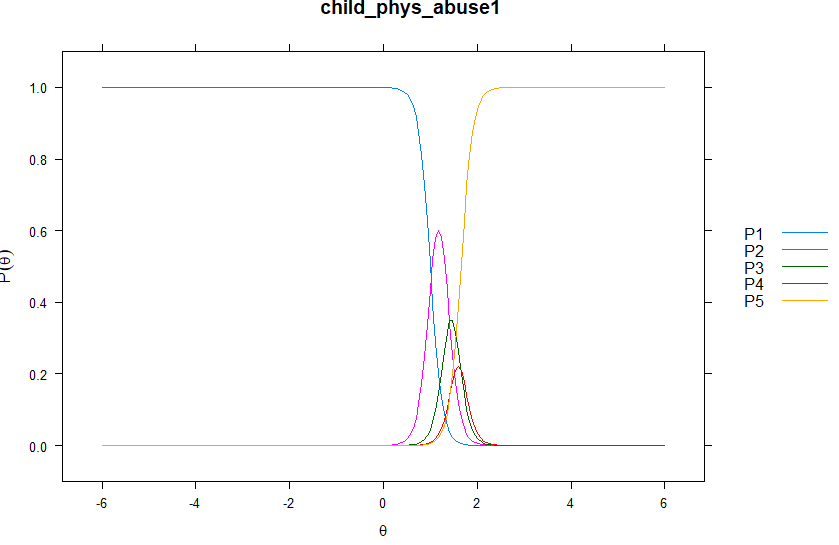 child_phys_abuse1
P(θ)
1.0
0.8
0.6
0.4
0.2
0.0
-6 -4 -2 0 2 4 6
θ
P1
P2
P3
P4
P5